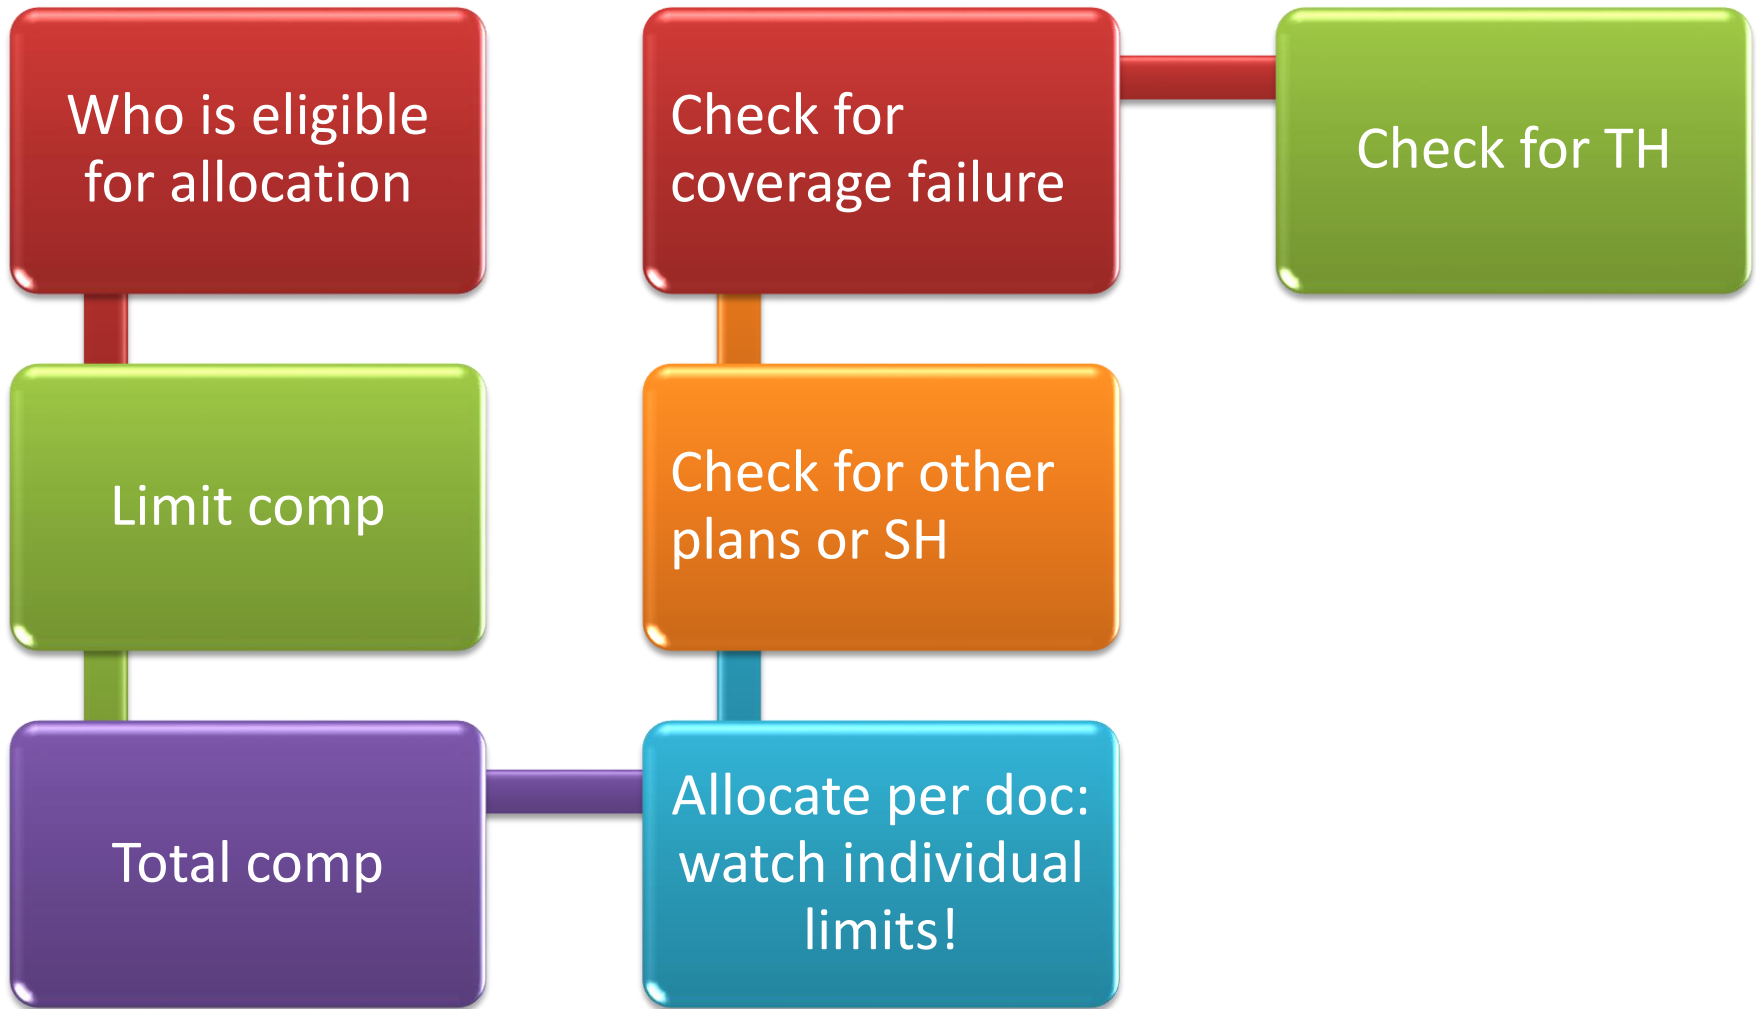 Who is eligible
for allocation
Limit comp
Total comp
Allocate per doc:
watch individual
limits!
Check for other
plans or SH
Check for
coverage failure
Check for TH